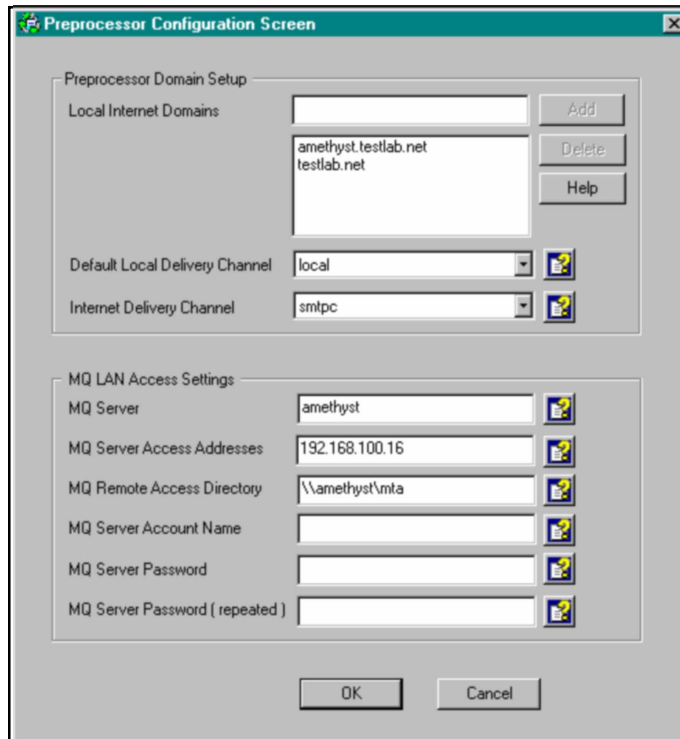 Preprocessor Configuration Screen
Preprocessor Domain Setup
Local Internet Domains
Add
amethyst.testlab.net
testlab.net
Delete
Help
Default Local Delivery Channel
local
Internet Delivery Channel
smtpc
MQ LAN Access Settings
MQ Server
amethyst
MQ Server Access Addresses
192.168.100.16
MQ Remote Access Directory
\\amethyst\mta
MQ Server Account Name
MQ Server Password
MQ Server Password ( repeated )
OK
Cancel